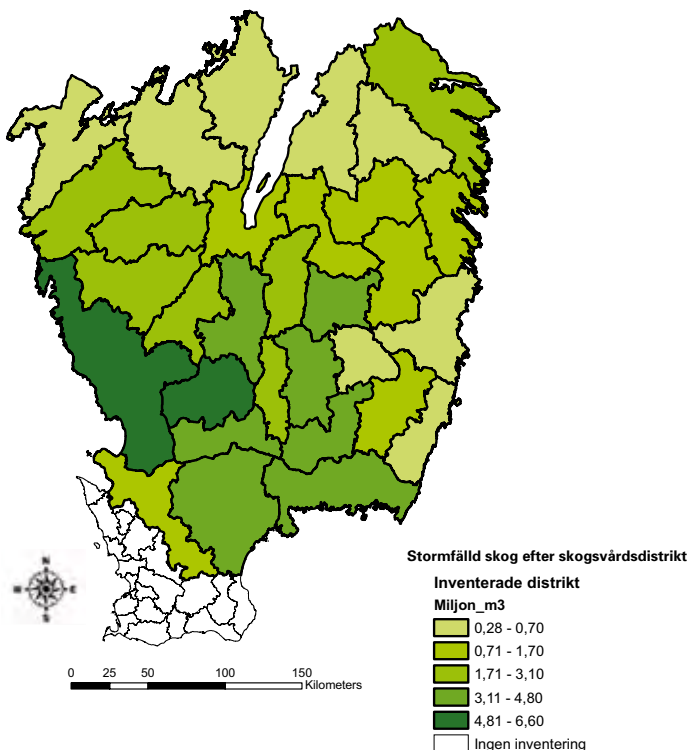 N
E
S
0 25 50 100 150
Kilometers
Stormfälld skog efter skogsvårdsdistrikt
Inventerade distrikt
Miljon_m3
0,28 - 0,70
0,71 - 1,70
1,71 - 3,10
3,11 - 4,80
4,81 - 6,60
Ingen inventering